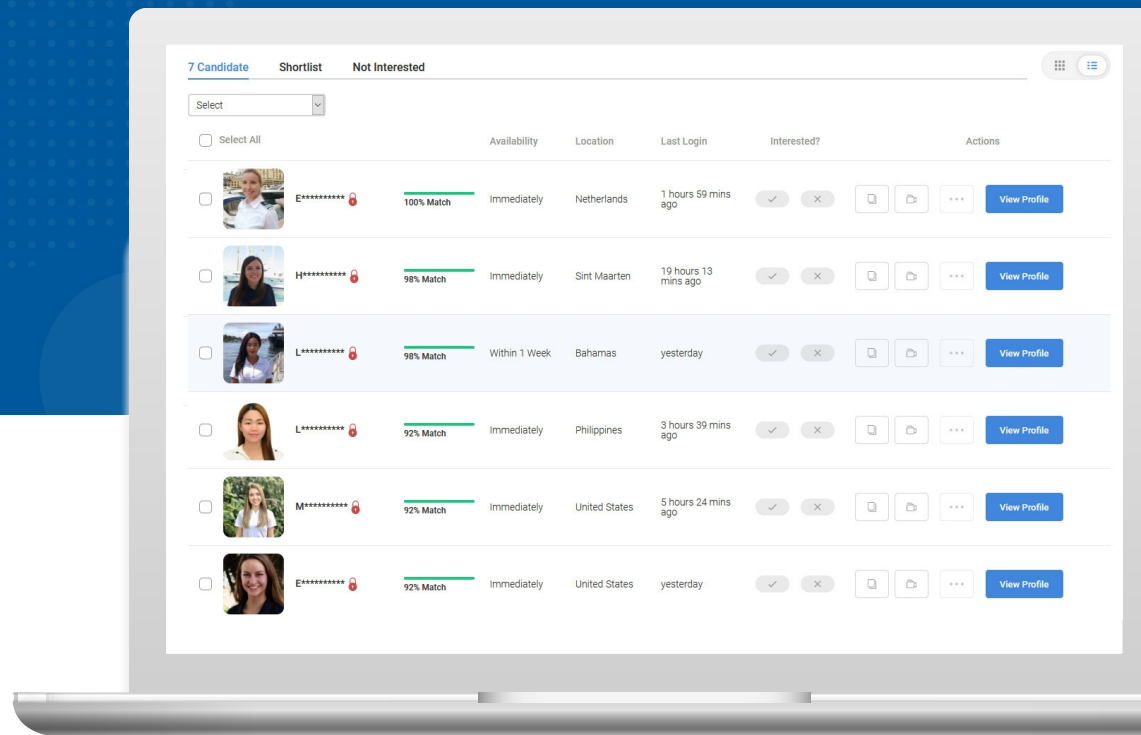 7 Candidate Shortlist Not Interested
Select
Select All Availability Location Last Login Interested? Actions
E********** 100% Match Immediately Netherlands 1 hours 59 mins ago View Profile
H********** 98% Match Immediately Sint Maarten 19 hours 13 mins ago View Profile
L********** 98% Match Within 1 Week Bahamas yesterday View Profile
L********** 92% Match Immediately Philippines 3 hours 39 mins ago View Profile
M********** 92% Match Immediately United States 5 hours 24 mins ago View Profile
E********** 92% Match Immediately United States yesterday View Profile